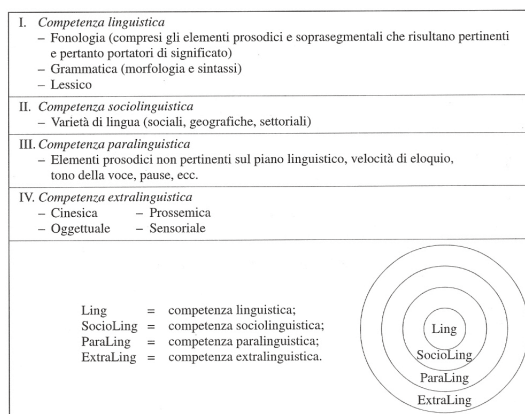 I. Competenza linguistica
– Fonologia (compresi gli elementi prosodici e soprasegmentali che risultano pertinenti
e pertanto portatori di significato)
– Grammatica (morfologia e sintassi)
– Lessico
II. Competenza sociolinguistica
– Varietà di lingua (sociali, geografiche, settoriali)
III. Competenza paralinguistica
– Elementi prosodici non pertinenti sul piano linguistico, velocità di eloquio,
tono della voce, pause, ecc.
IV. Competenza extralinguistica
– Cinesica – Prossemica
– Oggettuale – Sensoriale
Ling = competenza linguistica;
SocioLing = competenza sociolinguistica;
ParaLing = competenza paralinguistica;
ExtraLing = competenza extralinguistica.
Ling
SocioLing
ParaLing
ExtraLing